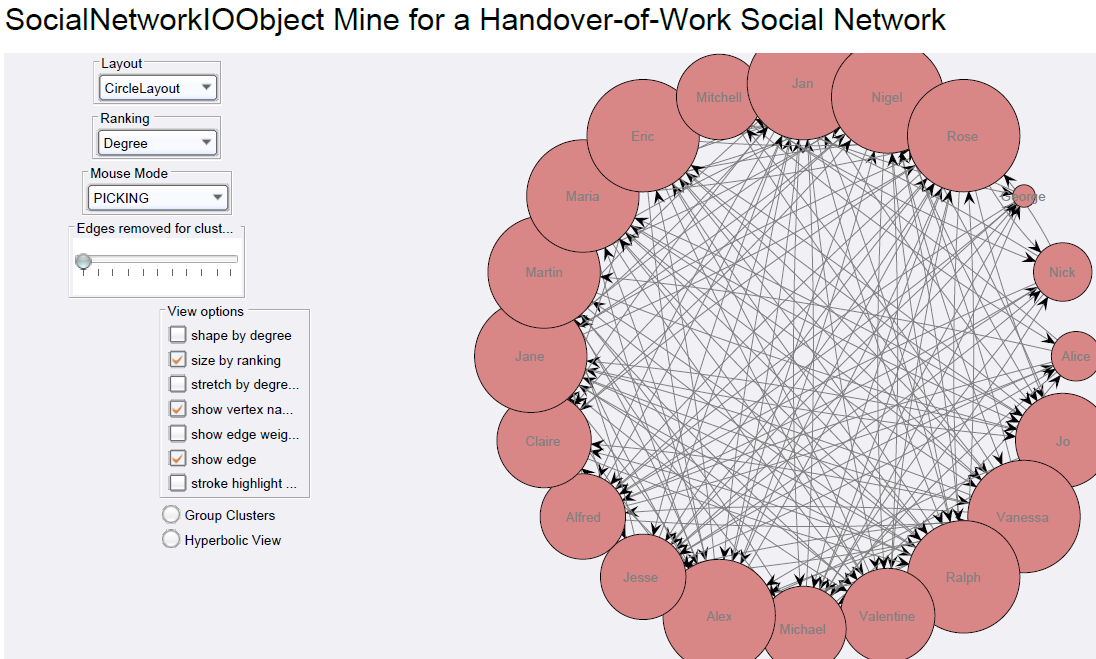 SocialNetworkIOObject Mine for a Handover-of-Work Social Network
Layout
CircleLayout
Ranking
Degree
Mouse Mode
PICKING
Edges removed for clust...
View options
shape by degree
size by ranking
stretch by degre...
show vertex na...
show edge weig...
show edge
stroke highlight ...
Group Clusters
Hyperbolic View
Jan
Nigel
Mitchell
Rose
Eric
George
Maria
Nick
Martin
Alice
Jane
Jo
Claire
Vanessa
Alfred
Ralph
Jesse
Valentine
Alex
Michael